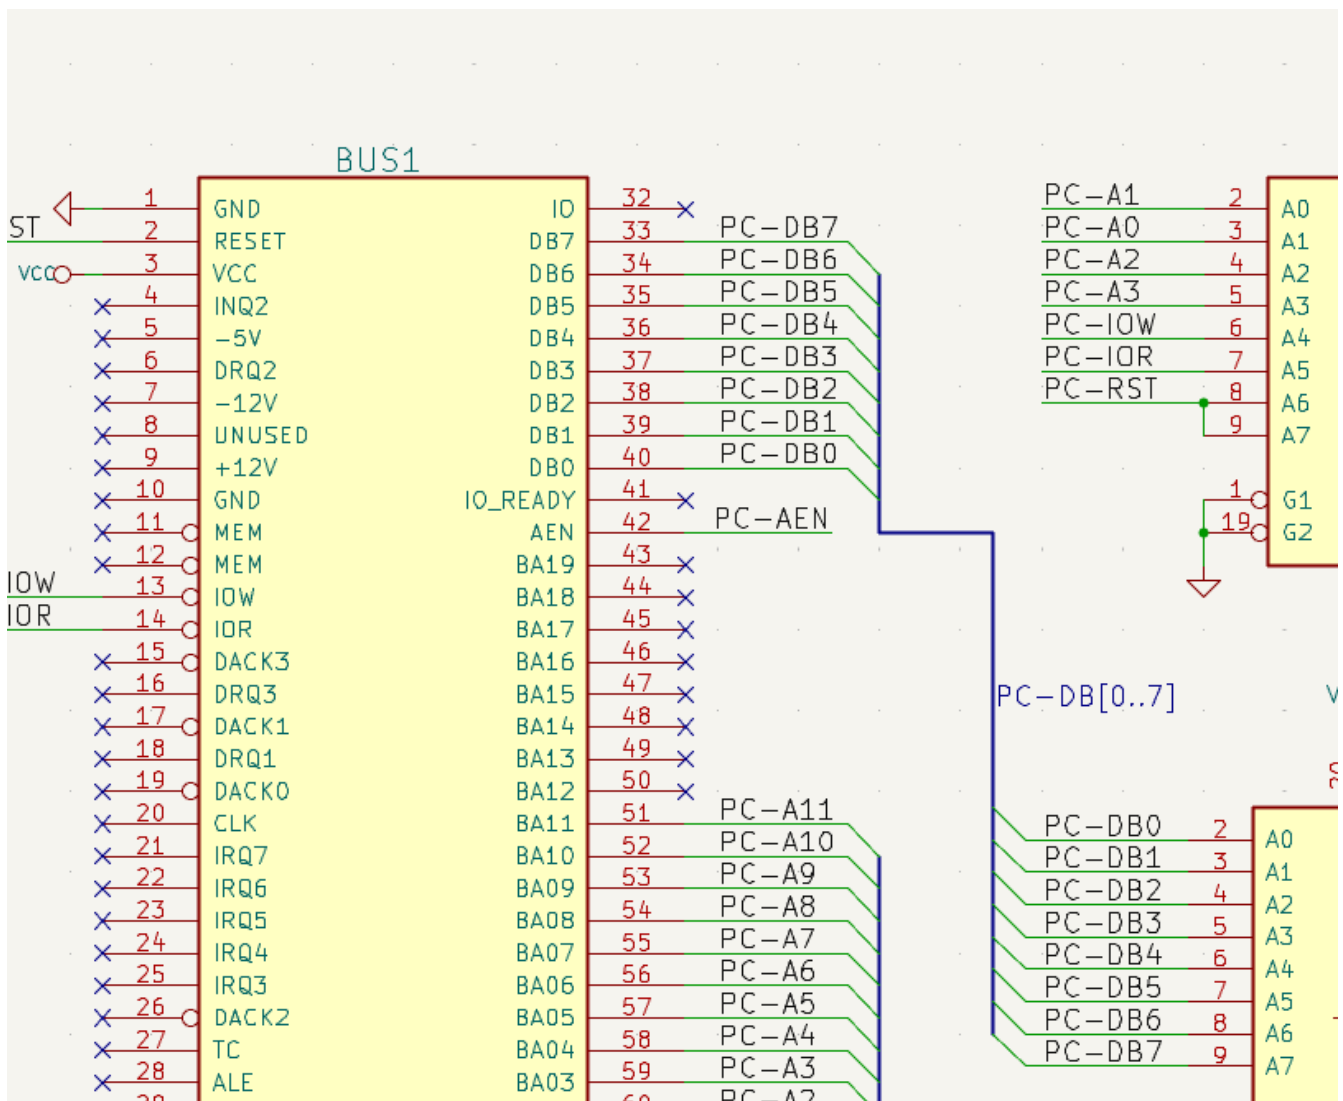 BUS1
1 GND IO 32
ST 2 RESET DB7 33 PC-DB7
VCC 3 VCC DB6 34 PC-DB6
4 INQ2 DB5 35 PC-DB5
5 -5V DB4 36 PC-DB4
6 DRQ2 DB3 37 PC-DB3
7 -12V DB2 38 PC-DB2
8 UNUSED DB1 39 PC-DB1
9 +12V DB0 40 PC-DB0
10 GND IO_READY 41
11 MEM AEN 42 PC-AEN
12 MEM BA19 43
IOW 13 IOW BA18 44
IOR 14 IOR BA17 45
15 DACK3 BA16 46
16 DRQ3 BA15 47
17 DACK1 BA14 48
18 DRQ1 BA13 49
19 DACK0 BA12 50
20 CLK BA11 51 PC-A11
21 IRQ7 BA10 52 PC-A10
22 IRQ6 BA09 53 PC-A9
23 IRQ5 BA08 54 PC-A8
24 IRQ4 BA07 55 PC-A7
25 IRQ3 BA06 56 PC-A6
26 DACK2 BA05 57 PC-A5
27 TC BA04 58 PC-A4
28 ALE BA03 59 PC-A3
PC-A1 2 A0
PC-A0 3 A1
PC-A2 4 A2
PC-A3 5 A3
PC-IOW 6 A4
PC-IOR 7 A5
PC-RST 8 A6
9 A7
1 G1
19 G2
PC-DB[0..7]
PC-DB0 2 A0
PC-DB1 3 A1
PC-DB2 4 A2
PC-DB3 5 A3
PC-DB4 6 A4
PC-DB5 7 A5
PC-DB6 8 A6
PC-DB7 9 A7